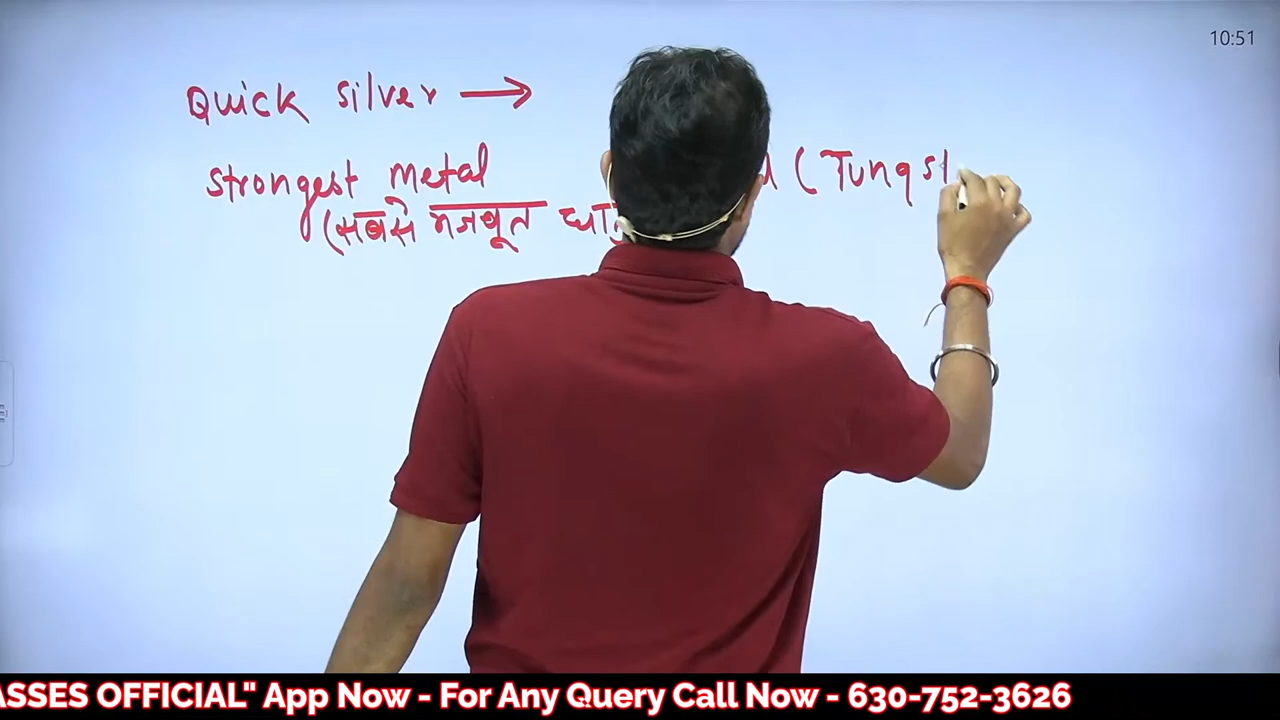 10:51
Quick silver →
strongest metal (Tungst
(सबसे मजबूत धातु
ASSES OFFICIAL" App Now - For Any Query Call Now - 630-752-3626